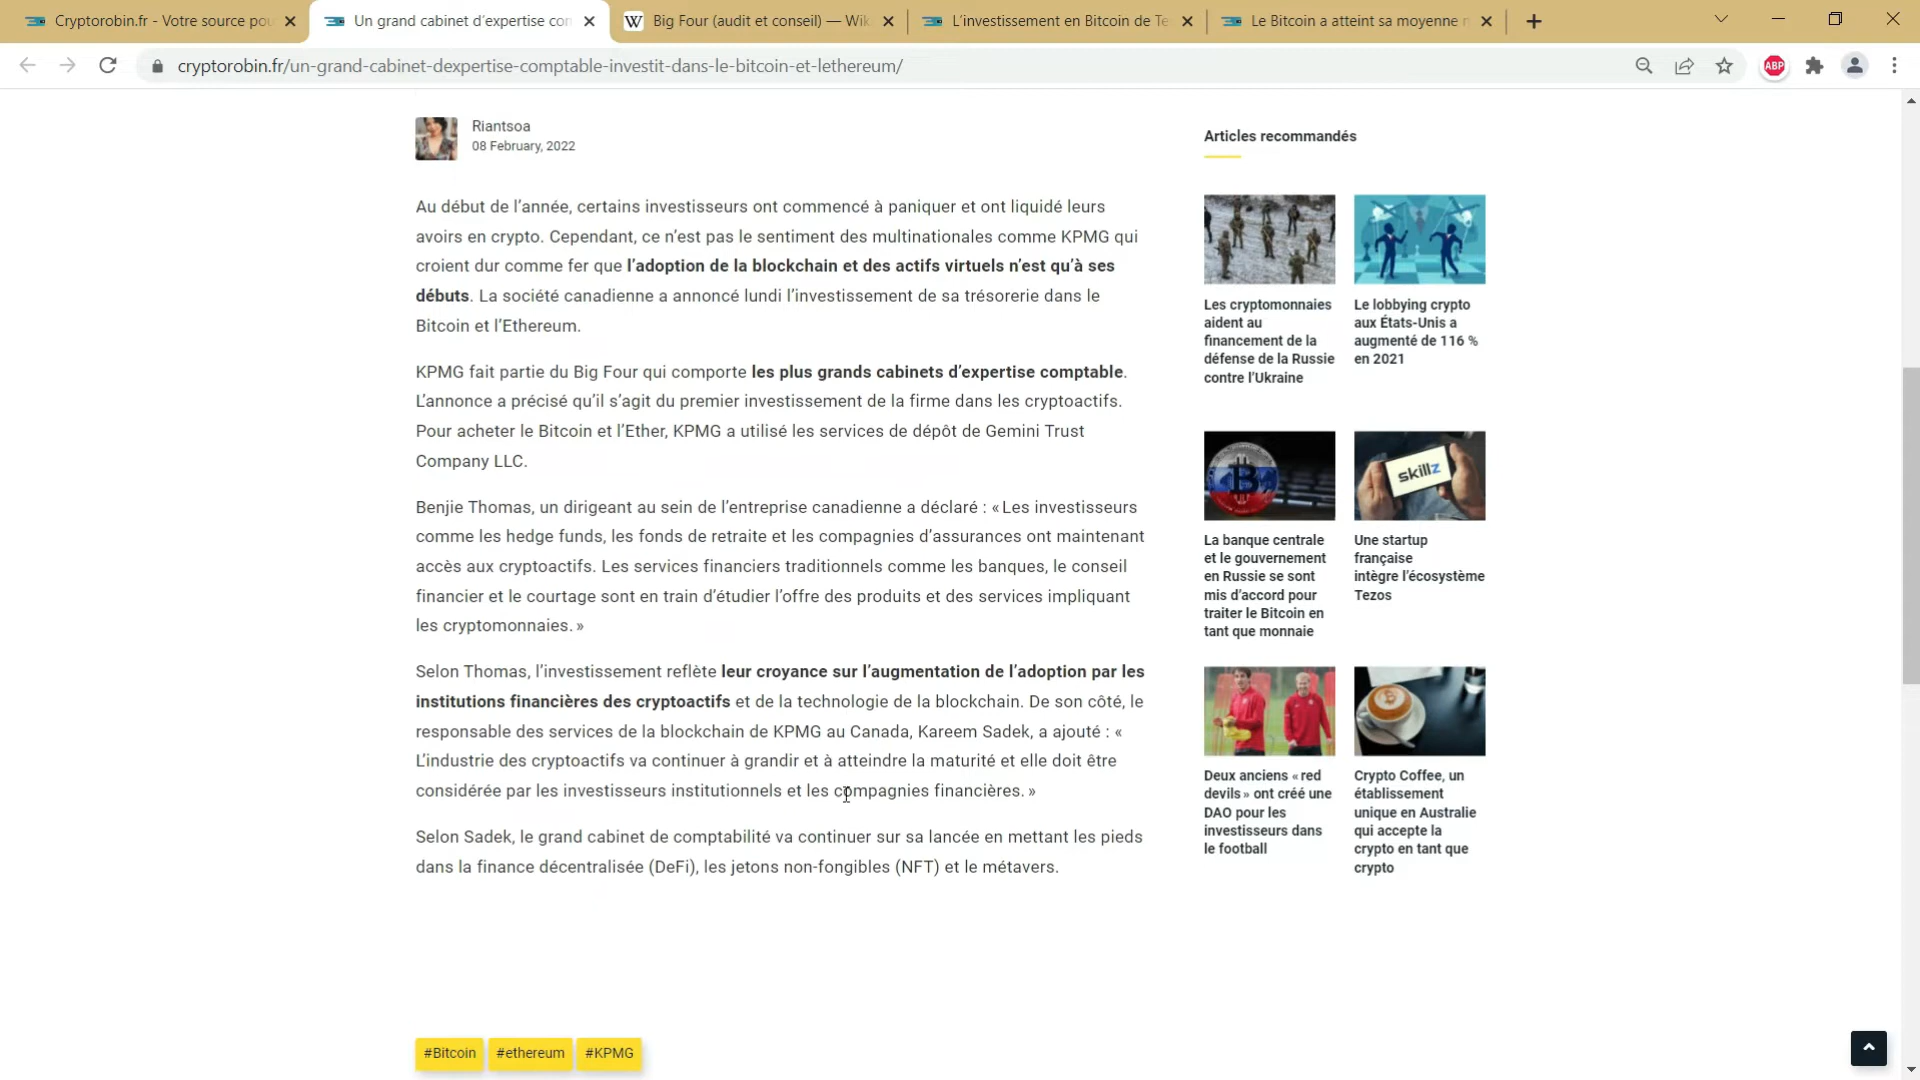 Cryptorobin.fr - Votre source pou
Un grand cabinet d'expertise con
W
Big Four (audit et conseil) — Wik
L'investissement en Bitcoin de Te
Le Bitcoin a atteint sa moyenne m
cryptorobin.fr/un-grand-cabinet-dexpertise-comptable-investit-dans-le-bitcoin-et-lethereum/
ABP
Riantsoa
08 February, 2022
Au début de l'année, certains investisseurs ont commencé à paniquer et ont liquidé leurs
avoirs en crypto. Cependant, ce n'est pas le sentiment des multinationales comme KPMG qui
croient dur comme fer que l'adoption de la blockchain et des actifs virtuels n'est qu'à ses
débuts. La société canadienne a annoncé lundi l'investissement de sa trésorerie dans le
Bitcoin et l'Ethereum.
KPMG fait partie du Big Four qui comporte les plus grands cabinets d'expertise comptable.
L'annonce a précisé qu'il s'agit du premier investissement de la firme dans les cryptoactifs.
Pour acheter le Bitcoin et l'Ether, KPMG a utilisé les services de dépôt de Gemini Trust
Company LLC.
Benjie Thomas, un dirigeant au sein de l'entreprise canadienne a déclaré : « Les investisseurs
comme les hedge funds, les fonds de retraite et les compagnies d'assurances ont maintenant
accès aux cryptoactifs. Les services financiers traditionnels comme les banques, le conseil
financier et le courtage sont en train d'étudier l'offre des produits et des services impliquant
les cryptomonnaies. »
Selon Thomas, l'investissement reflète leur croyance sur l'augmentation de l'adoption par les
institutions financières des cryptoactifs et de la technologie de la blockchain. De son côté, le
responsable des services de la blockchain de KPMG au Canada, Kareem Sadek, a ajouté : «
L'industrie des cryptoactifs va continuer à grandir et à atteindre la maturité et elle doit être
considérée par les investisseurs institutionnels et les compagnies financières. »
Selon Sadek, le grand cabinet de comptabilité va continuer sur sa lancée en mettant les pieds
dans la finance décentralisée (DeFi), les jetons non-fongibles (NFT) et le métavers.
#Bitcoin
#ethereum
#KPMG
Articles recommandés
Les cryptomonnaies
aident au
financement de la
défense de la Russie
contre l'Ukraine
Le lobbying crypto
aux États-Unis a
augmenté de 116 %
en 2021
skillz
La banque centrale
et le gouvernement
en Russie se sont
mis d'accord pour
traiter le Bitcoin en
tant que monnaie
Une startup
française
intègre l'écosystème
Tezos
Deux anciens « red
devils » ont créé une
DAO pour les
investisseurs dans
le football
Crypto Coffee, un
établissement
unique en Australie
qui accepte la
crypto en tant que
crypto